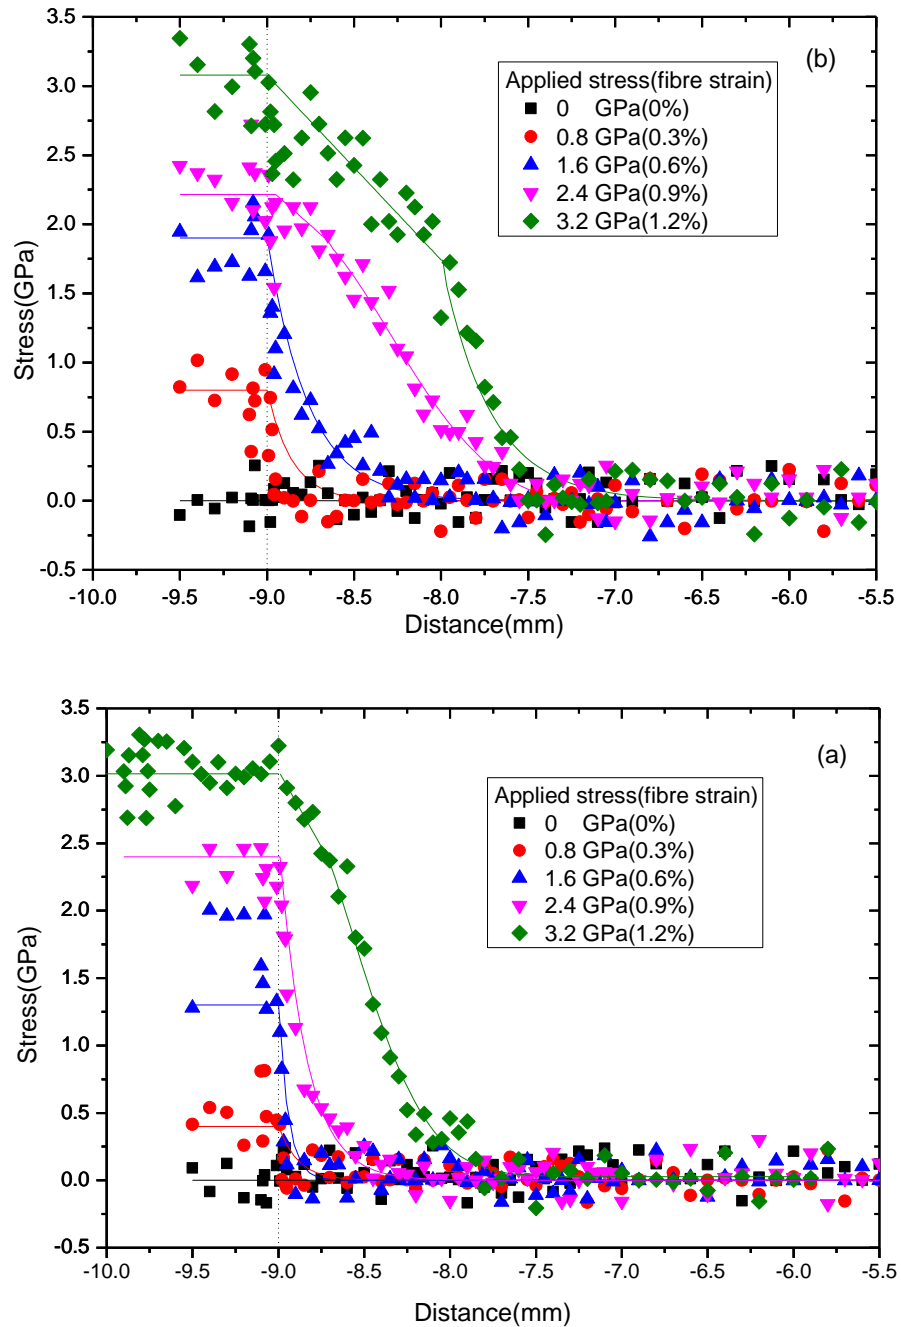 3.5
3.0
2.5
2.0
1.5
1.0
0.5
0.0
-0.5
Stress(GPa)
(b)
Applied stress(fibre strain)
0 GPa(0%)
0.8 GPa(0.3%)
1.6 GPa(0.6%)
2.4 GPa(0.9%)
3.2 GPa(1.2%)
-10.0 -9.5 -9.0 -8.5 -8.0 -7.5 -7.0 -6.5 -6.0 -5.5
Distance(mm)
3.5
3.0
2.5
2.0
1.5
1.0
0.5
0.0
-0.5
Stress(GPa)
(a)
Applied stress(fibre strain)
0 GPa(0%)
0.8 GPa(0.3%)
1.6 GPa(0.6%)
2.4 GPa(0.9%)
3.2 GPa(1.2%)
-10.0 -9.5 -9.0 -8.5 -8.0 -7.5 -7.0 -6.5 -6.0 -5.5
Distance(mm)